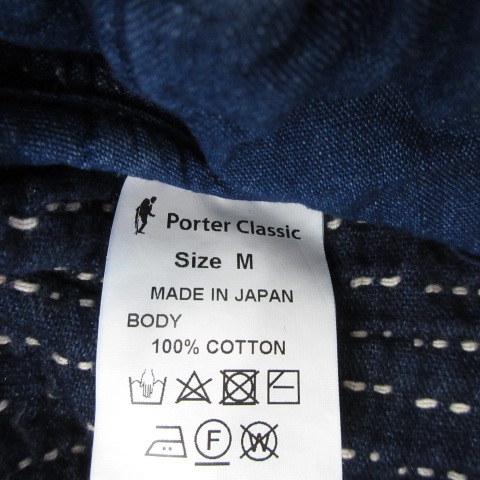 Porter Classic
Size M
MADE IN JAPAN
BODY
100% COTTON
F W